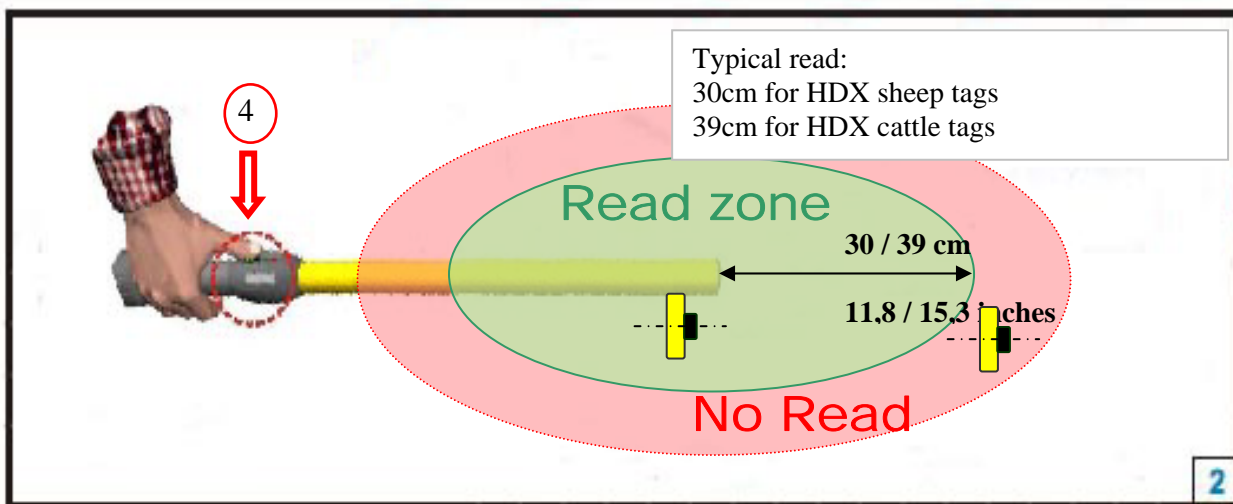 Typical read:
30cm for HDX sheep tags
39cm for HDX cattle tags
4
Read zone
30 / 39 cm
11,8 / 15,3 inches
No Read
2